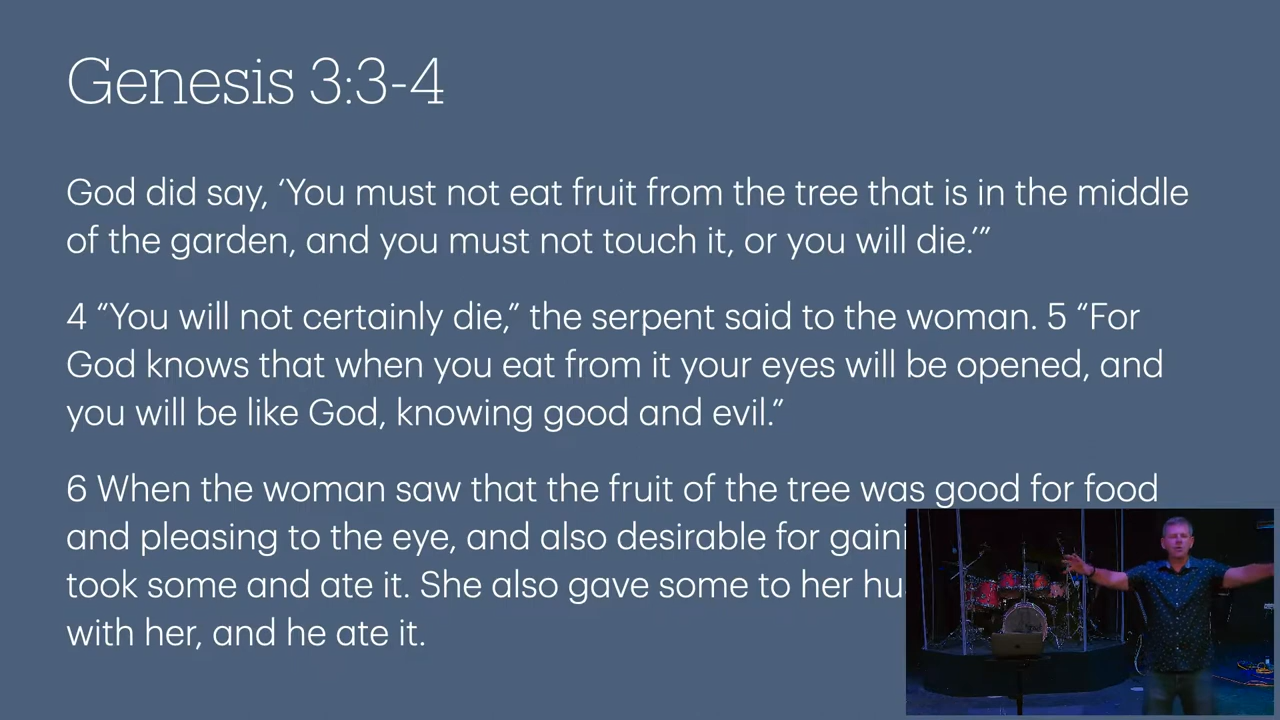 Genesis 3:3-4
God did say, ‘You must not eat fruit from the tree that is in the middle
of the garden, and you must not touch it, or you will die.’”
4 “You will not certainly die,” the serpent said to the woman. 5 “For
God knows that when you eat from it your eyes will be opened, and
you will be like God, knowing good and evil.”
6 When the woman saw that the fruit of the tree was good for food
and pleasing to the eye, and also desirable for
took some and ate it. She also gave some to her
with her, and he ate it.